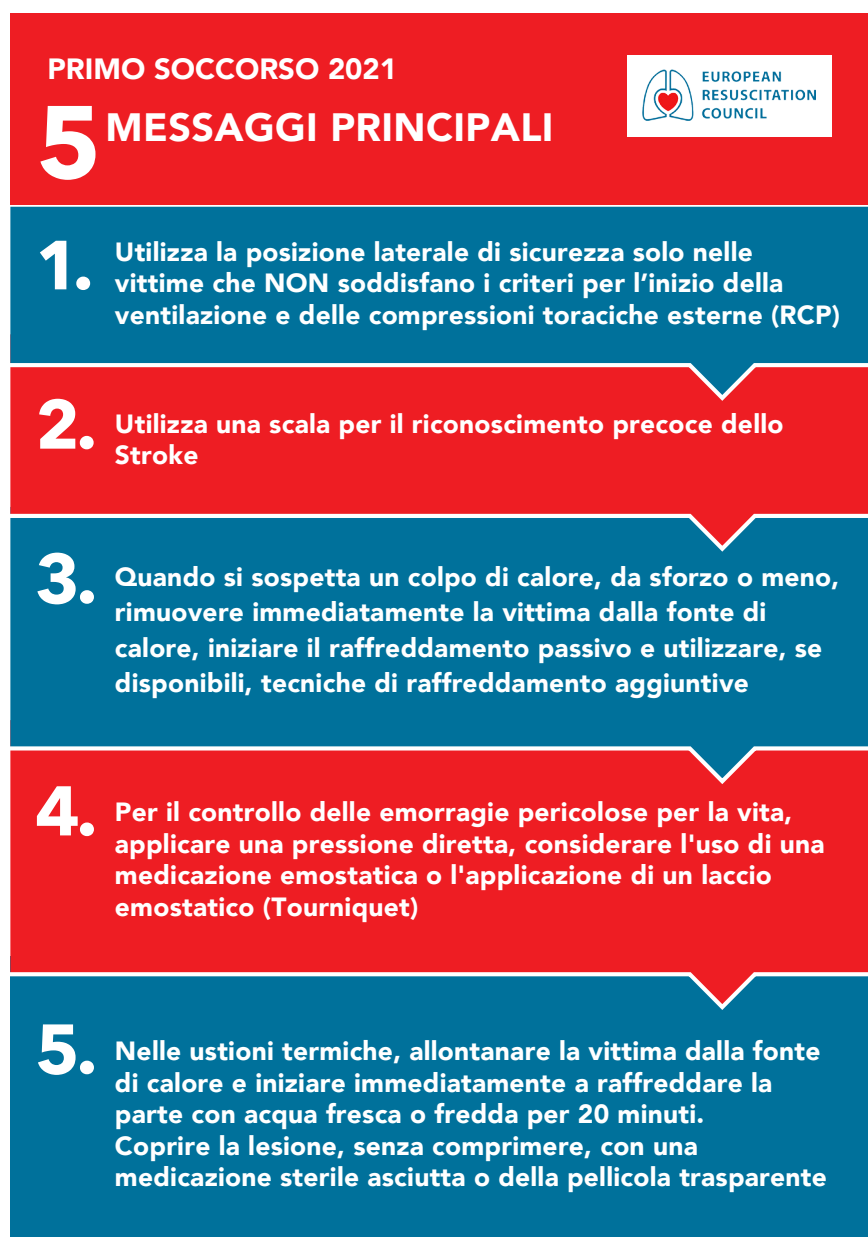 PRIMO SOCCORSO 2021
5 MESSAGGI PRINCIPALI
EUROPEAN
RESUSCITATION
COUNCIL
1. Utilizza la posizione laterale di sicurezza solo nelle
vittime che NON soddisfano i criteri per l’inizio della
ventilazione e delle compressioni toraciche esterne (RCP)
2. Utilizza una scala per il riconoscimento precoce dello
Stroke
3. Quando si sospetta un colpo di calore, da sforzo o meno,
rimuovere immediatamente la vittima dalla fonte di
calore, iniziare il raffreddamento passivo e utilizzare, se
disponibili, tecniche di raffreddamento aggiuntive
4. Per il controllo delle emorragie pericolose per la vita,
applicare una pressione diretta, considerare l'uso di una
medicazione emostatica o l'applicazione di un laccio
emostatico (Tourniquet)
5. Nelle ustioni termiche, allontanare la vittima dalla fonte
di calore e iniziare immediatamente a raffreddare la
parte con acqua fresca o fredda per 20 minuti.
Coprire la lesione, senza comprimere, con una
medicazione sterile asciutta o della pellicola trasparente